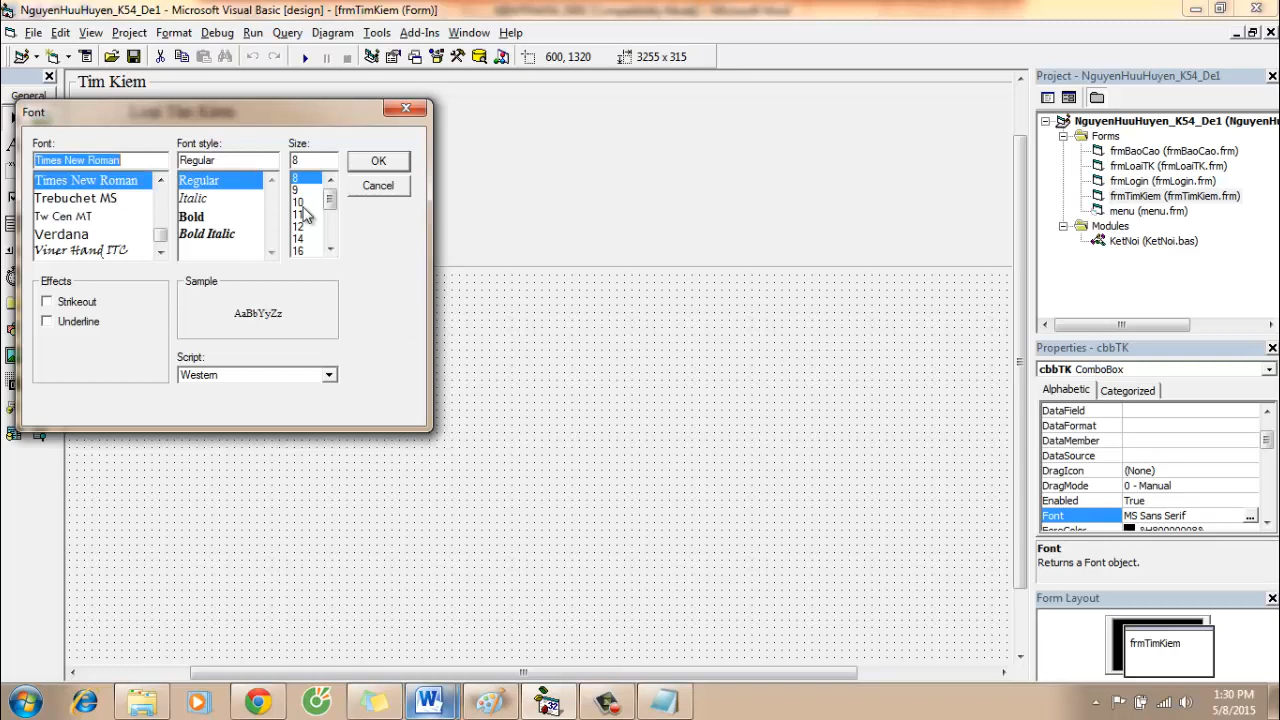 NguyenHuuHuyen_K54_De1 - Microsoft Visual Basic [design] - [frmTimKiem (Form)]
File Edit View Project Format Debug Run Query Diagram Tools Add-Ins Window Help
600, 1320 3255 x 315
General
Tim Kiem
Font
Font: Font style: Size:
Times New Roman Regular 8 OK
Times New Roman Regular 8
Cancel
Trebuchet MS Italic 9
Tw Cen MT Bold 10
Verdana Bold Italic 11
Viner Hand ITC 12
14
16
Effects Sample
Strikeout
Underline
AaBbYyZz
Script:
Western
Project - NguyenHuuHuyen_K54_De1
NguyenHuuHuyen_K54_De1 (NguyenHu
Forms
frmBaoCao (frmBaoCao.frm)
frmLoaiTK (frmLoaiTK.frm)
frmLogin (frmLogin.frm)
frmTimKiem (frmTimKiem.frm)
menu (menu.frm)
Modules
KetNoi (KetNoi.bas)
Properties - cbbTK
cbbTK ComboBox
Alphabetic Categorized
DataField
DataFormat
DataMember
DataSource
DragIcon (None)
DragMode 0 - Manual
Enabled True
Font MS Sans Serif ...
ForeColor &H80000008&
Font
Returns a Font object.
Form Layout
frmTimKiem
1:30 PM
5/8/2015